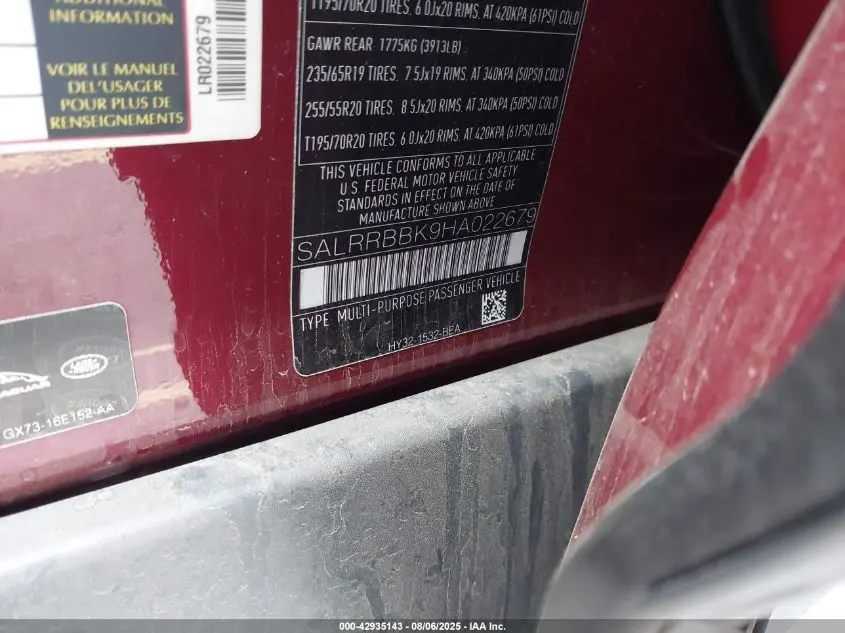 ADDITIONAL
INFORMATION
VOIR LE MANUEL
DEL'USAGER
POUR PLUS DE
RENSEIGNEMENTS
LR022679
T195/70R20 TIRES, 6.0Jx20 RIMS, AT 420KPA (61PSI) COLD
GAWR REAR 1775KG (3913LB)
235/65R19 TIRES, 7.5Jx19 RIMS, AT 340KPA (50PSI) COLD
255/55R20 TIRES, 8.5Jx20 RIMS, AT 340KPA (50PSI) COLD
T195/70R20 TIRES, 6.0Jx20 RIMS, AT 420KPA (61PSI) COLD
THIS VEHICLE CONFORMS TO ALL APPLICABLE
U.S. FEDERAL MOTOR VEHICLE SAFETY
STANDARDS IN EFFECT ON THE DATE OF
MANUFACTURE SHOWN ABOVE
SALRRBBK9HA022679
TYPE MULTI-PURPOSE PASSENGER VEHICLE
HY32-1532-BEA
JAGUAR
LAND ROVER
GX73-16E152-AA
000-42935143 - 08/06/2025 - IAA Inc.